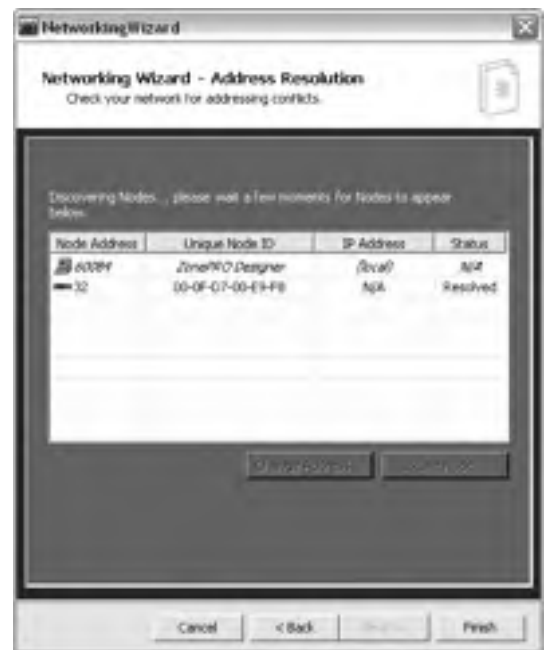 NetworkingWizard
Networking Wizard - Address Resolution
Check your network for addressing conflicts.
Discovering Nodes... please wait a few moments for Nodes to appear
below.
Node Address Unique Node ID IP Address Status
60084 ZonePRO Designer (local) N/A
32 00-0F-D7-00-E9-F8 N/A Resolved
Change Address
Cancel < Back Finish